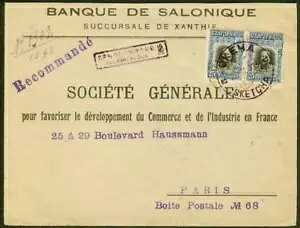 BANQUE DE SALONIQUE
SUCCURSALE DE XANTHIE
Recommandé
SOCIÉTÉ GÉNÉRALE
pour favoriser le développement du Commerce et de l'Industrie en France
25 à 29 Boulevard Haussmann
PARIS
Boite Postale № 68